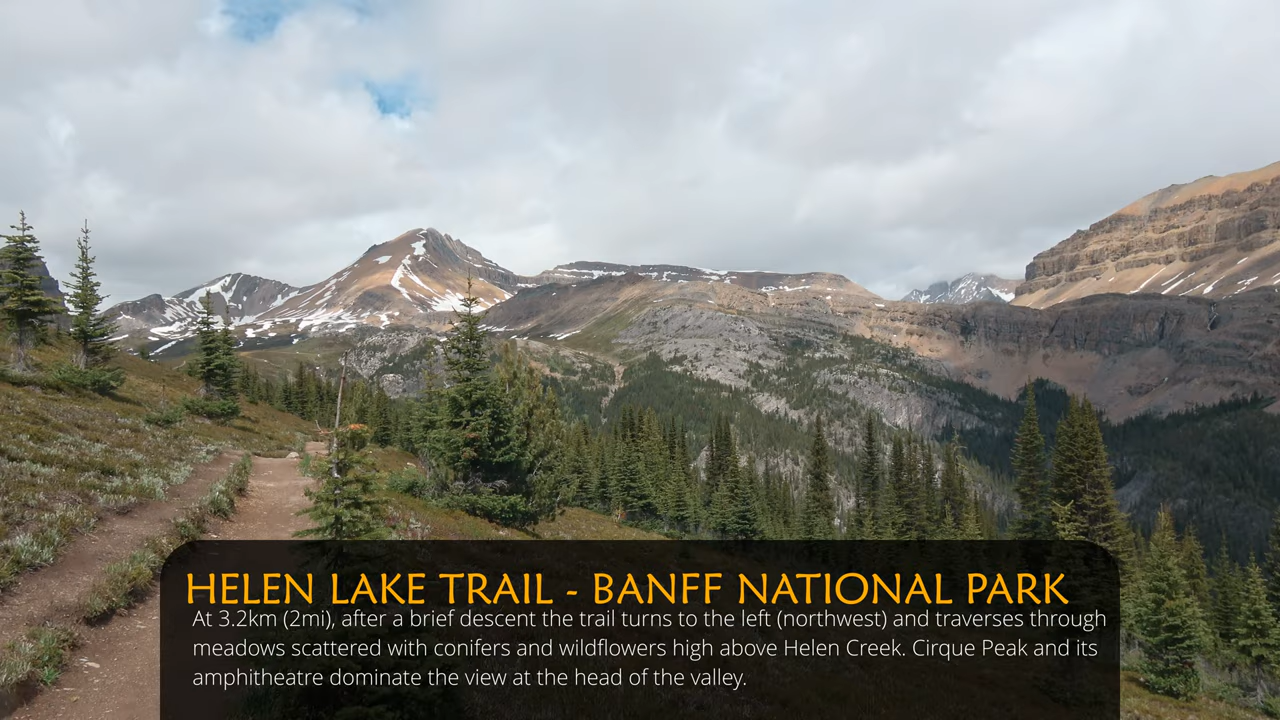 HELEN LAKE TRAIL - BANFF NATIONAL PARK
At 3.2km (2mi), after a brief descent the trail turns to the left (northwest) and traverses through
meadows scattered with conifers and wildflowers high above Helen Creek. Cirque Peak and its
amphitheatre dominate the view at the head of the valley.